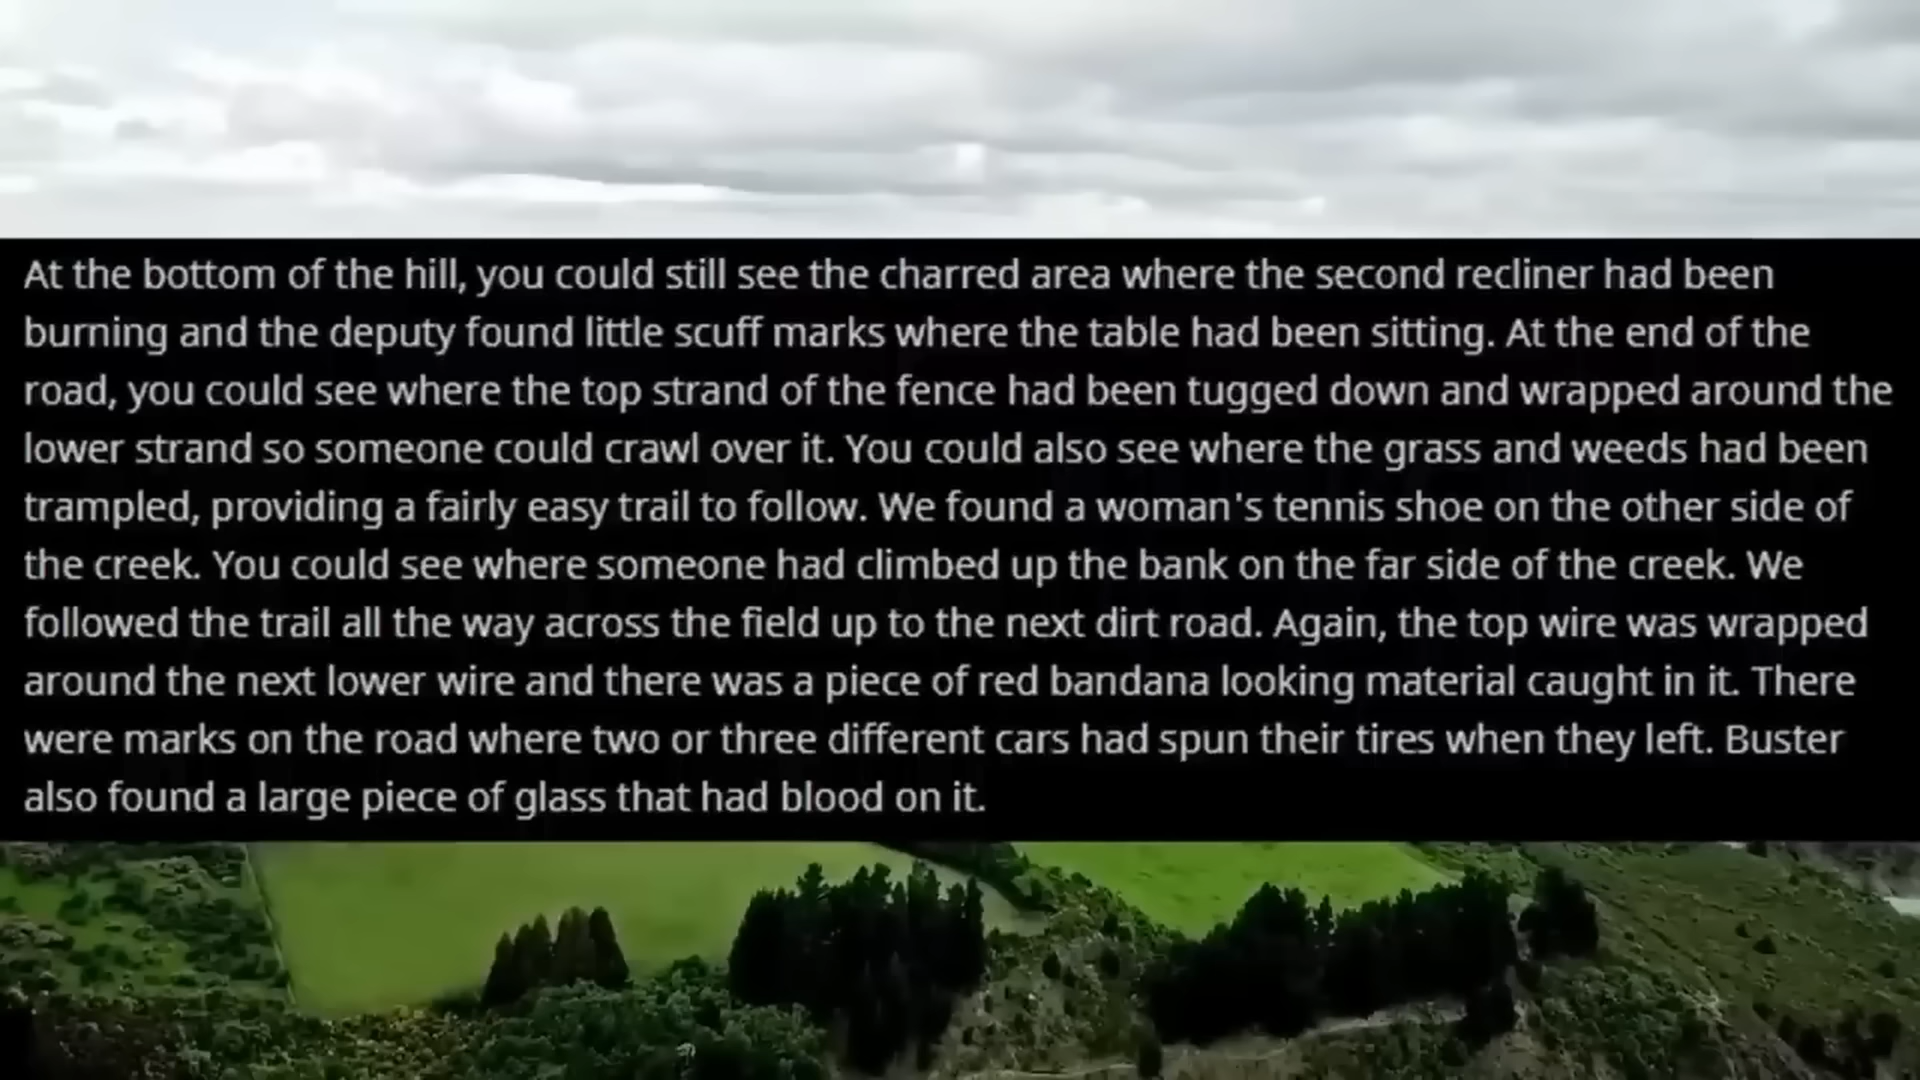 At the bottom of the hill, you could still see the charred area where the second recliner had been
burning and the deputy found little scuff marks where the table had been sitting. At the end of the
road, you could see where the top strand of the fence had been tugged down and wrapped around the
lower strand so someone could crawl over it. You could also see where the grass and weeds had been
trampled, providing a fairly easy trail to follow. We found a woman's tennis shoe on the other side of
the creek. You could see where someone had climbed up the bank on the far side of the creek. We
followed the trail all the way across the field up to the next dirt road. Again, the top wire was wrapped
around the next lower wire and there was a piece of red bandana looking material caught in it. There
were marks on the road where two or three different cars had spun their tires when they left. Buster
also found a large piece of glass that had blood on it.